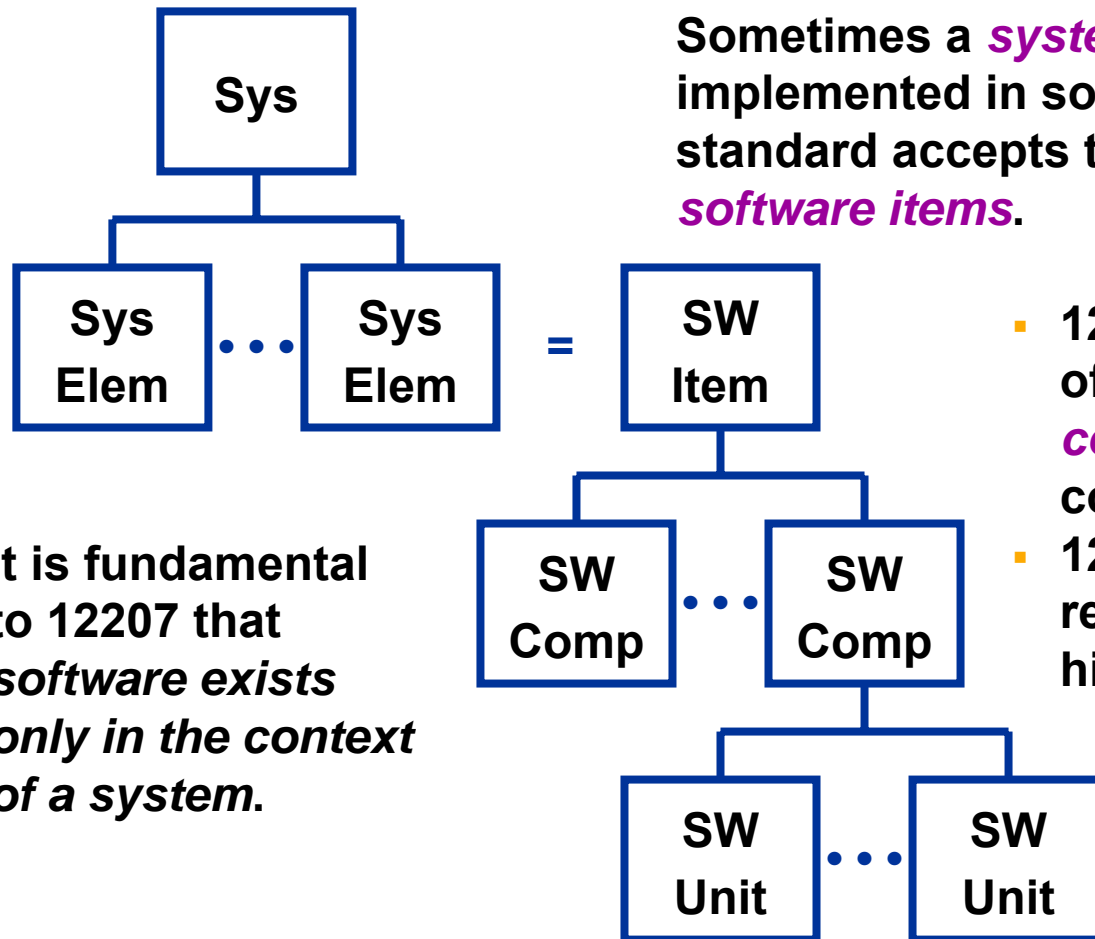 Sys
Sometimes a
implemented in so
standard accepts t
software items.
Sys Elem
Sys Elem
=
SW Item
of
SW Comp
SW Comp
t is fundamental
to 12207 that
software exists
only in the context
of a system.
SW Unit
SW Unit